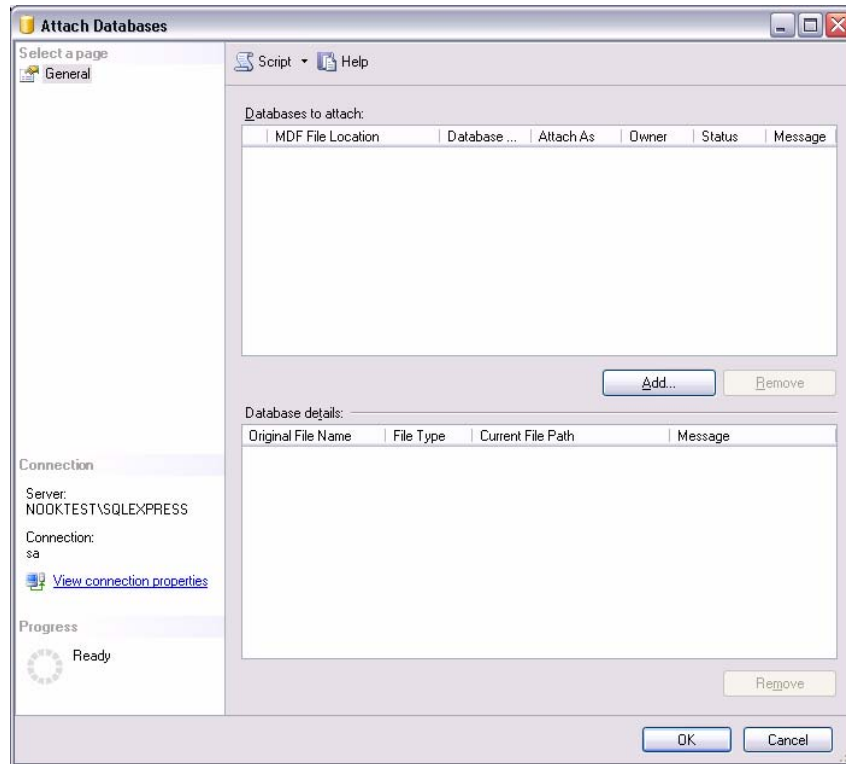 Attach Databases
Select a page
General
Script
Help
Databases to attach:
MDF File Location Database ... Attach As Owner Status Message
Add... Remove
Database details:
Original File Name File Type Current File Path Message
Connection
Server:
NOOKTEST\SQLEXPRESS
Connection:
sa
View connection properties
Progress
Ready
Remove
OK Cancel